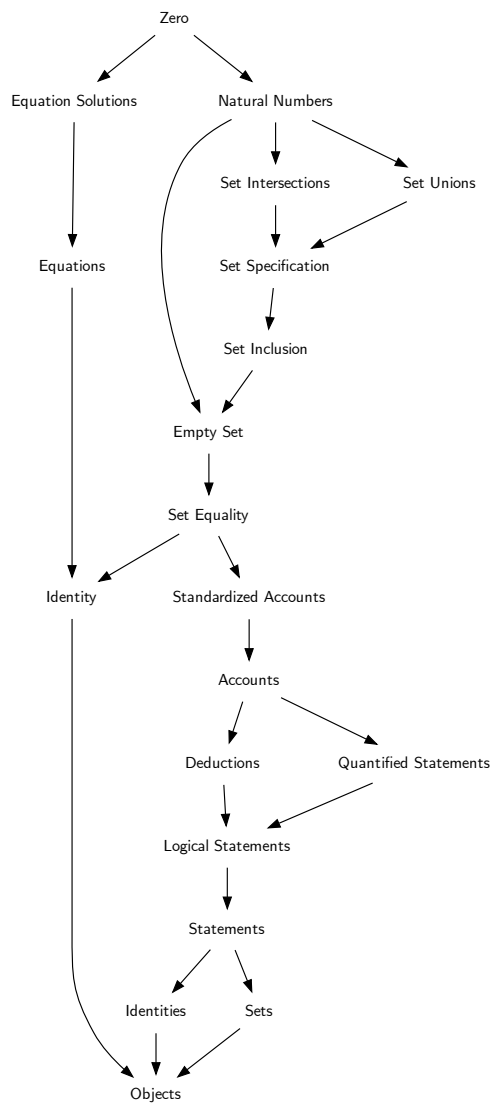 Zero
Equation Solutions
Natural Numbers
Set Intersections
Set Unions
Equations
Set Specification
Set Inclusion
Empty Set
Set Equality
Identity
Standardized Accounts
Accounts
Deductions
Quantified Statements
Logical Statements
Statements
Identities
Sets
Objects